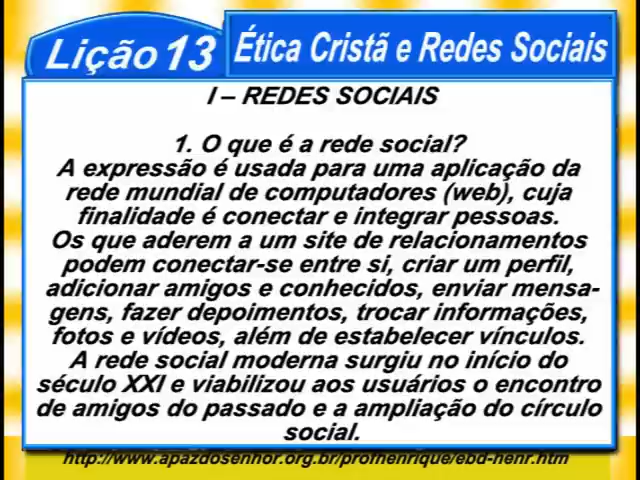 Lição 13
Ética Cristã e Redes Sociais
I – REDES SOCIAIS
1. O que é a rede social?
A expressão é usada para uma aplicação da
rede mundial de computadores (web), cuja
finalidade é conectar e integrar pessoas.
Os que aderem a um site de relacionamentos
podem conectar-se entre si, criar um perfil,
adicionar amigos e conhecidos, enviar mensa-
gens, fazer depoimentos, trocar informações,
fotos e vídeos, além de estabelecer vínculos.
A rede social moderna surgiu no início do
século XXI e viabilizou aos usuários o encontro
de amigos do passado e a ampliação do círculo
social.
http://www.apazdosenhor.org.br/profhenrique/ebd-henr.htm